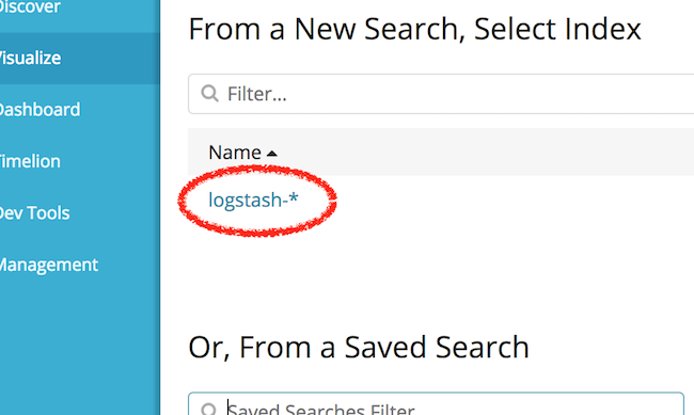 Discover
Visualize
Dashboard
Timelion
Dev Tools
Management
From a New Search, Select Index
Filter...
Name
logstash-*
Or, From a Saved Search
Saved Searches Filter